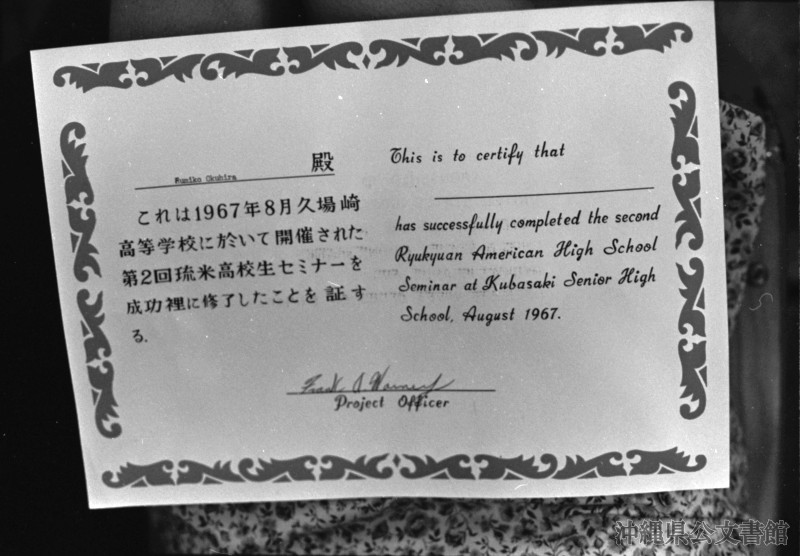 Kumiko Okuhira 殿
これは1967年8月久場崎
高等学校に於いて開催された
第2回琉米高校生セミナーを
成功裡に修了したことを証す
る.
This is to certify that
has successfully completed the second
Ryukyuan American High School
Seminar at Kubasaki Senior High
School, August 1967.
Project Officer
沖縄県公文書館